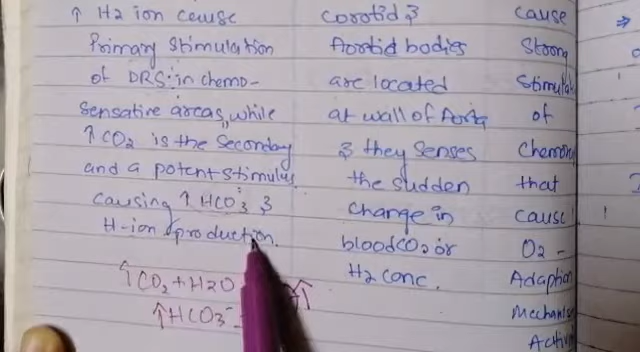 ↑ H2 ion cause
Primary Stimulation
of DRS: in chemo-
sensative areas, while
↑ CO2 is the Secondary
and a potent stimulus
causing ↑ HCO3⁻ &
H-ion production.
↑CO2 + H2O
↑HCO3⁻
Corotid &
Aortid bodies
are located
at wall of Aorta
& they senses
the sudden
change in
blood CO2 or
H2 conc.
cause
Strong
of
that
cause
O2 -
Adaption